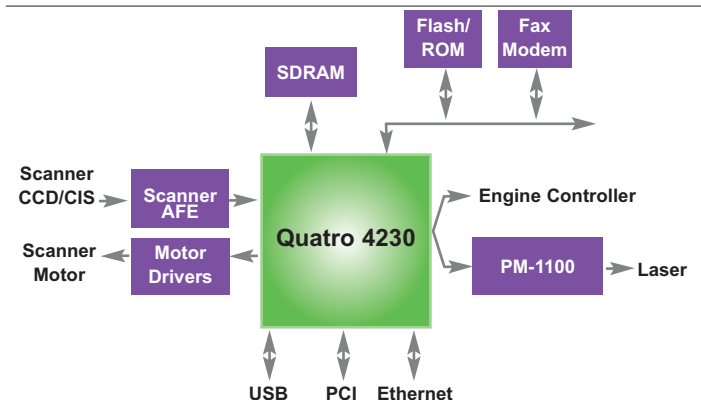 Flash/
ROM
Fax
Modem
SDRAM
Scanner
CCD/CIS
Scanner
AFE
Engine Controller
Quatro 4230
Scanner
Motor
Motor
Drivers
PM-1100
Laser
USB
PCI
Ethernet